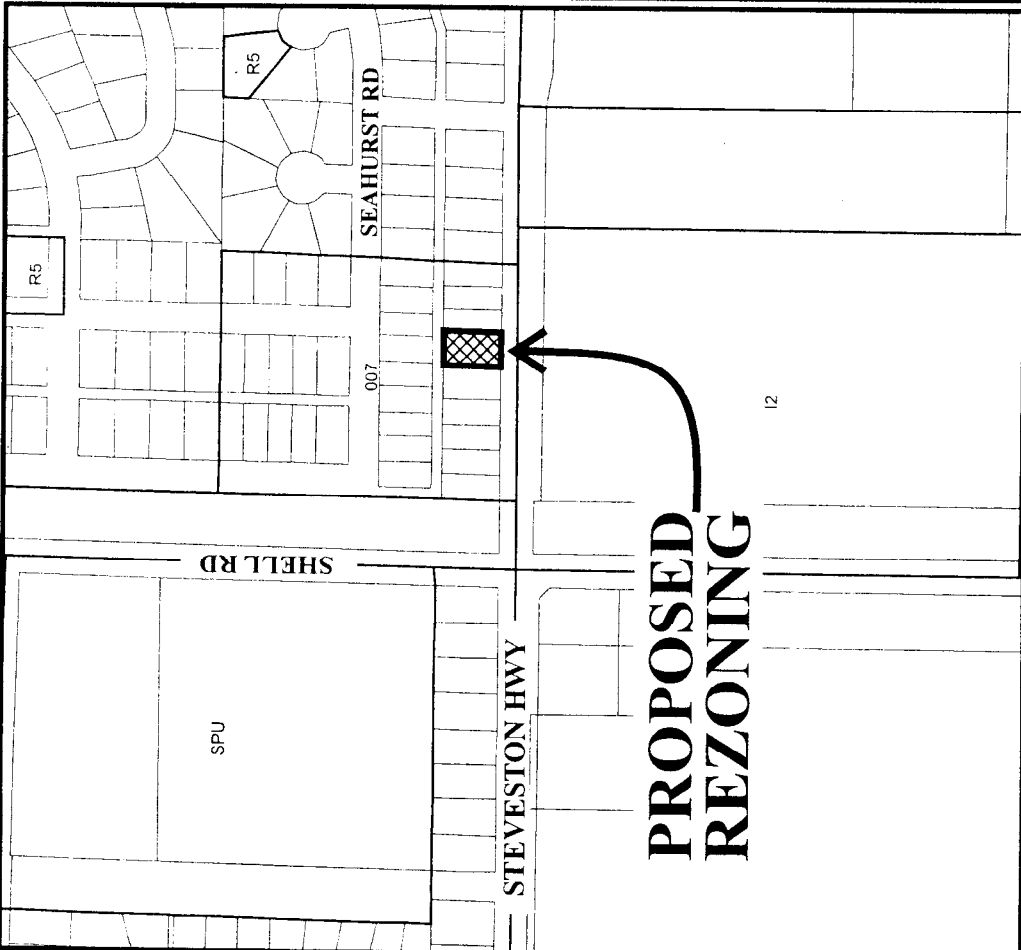 R5
SEAHURST RD
R5
007
I2
SHELL RD
SPU
STEVESTON HWY
PROPOSED
REZONING